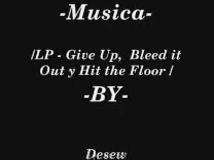 -Musica-
/LP - Give Up, Bleed it
Out y Hit the Floor /
-BY-
Desew